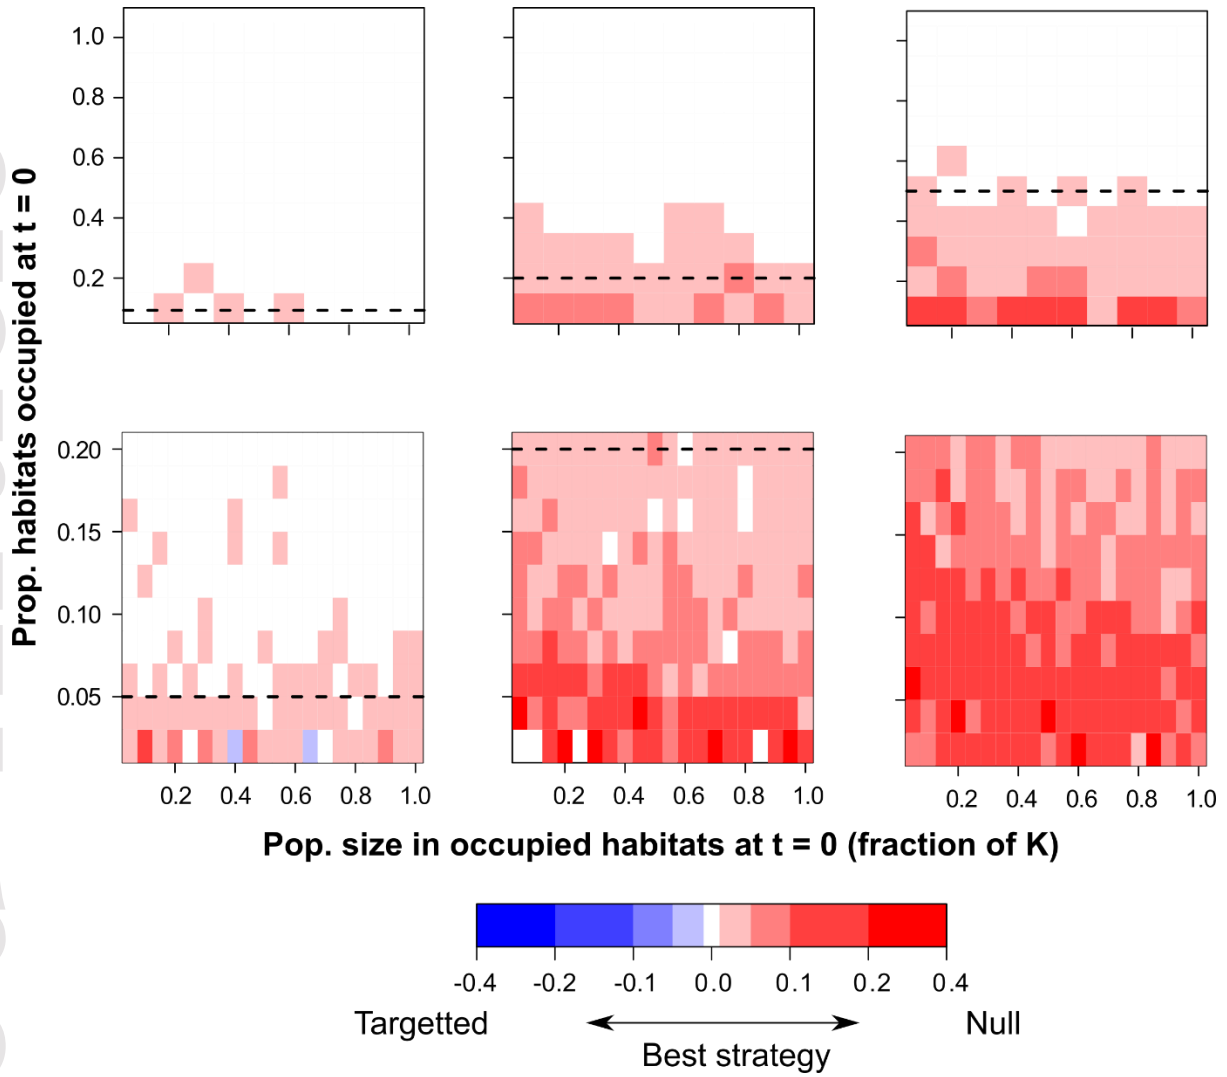 1.0
0.8
0.6
0.4
0.2
Prop. habitats occupied at t = 0
0.20
0.15
0.10
0.05
0.2 0.4 0.6 0.8 1.0 0.2 0.4 0.6 0.8 1.0 0.2 0.4 0.6 0.8 1.0
Pop. size in occupied habitats at t = 0 (fraction of K)
-0.4 -0.2 -0.1 0.0 0.1 0.2 0.4
Targetted Null
Best strategy